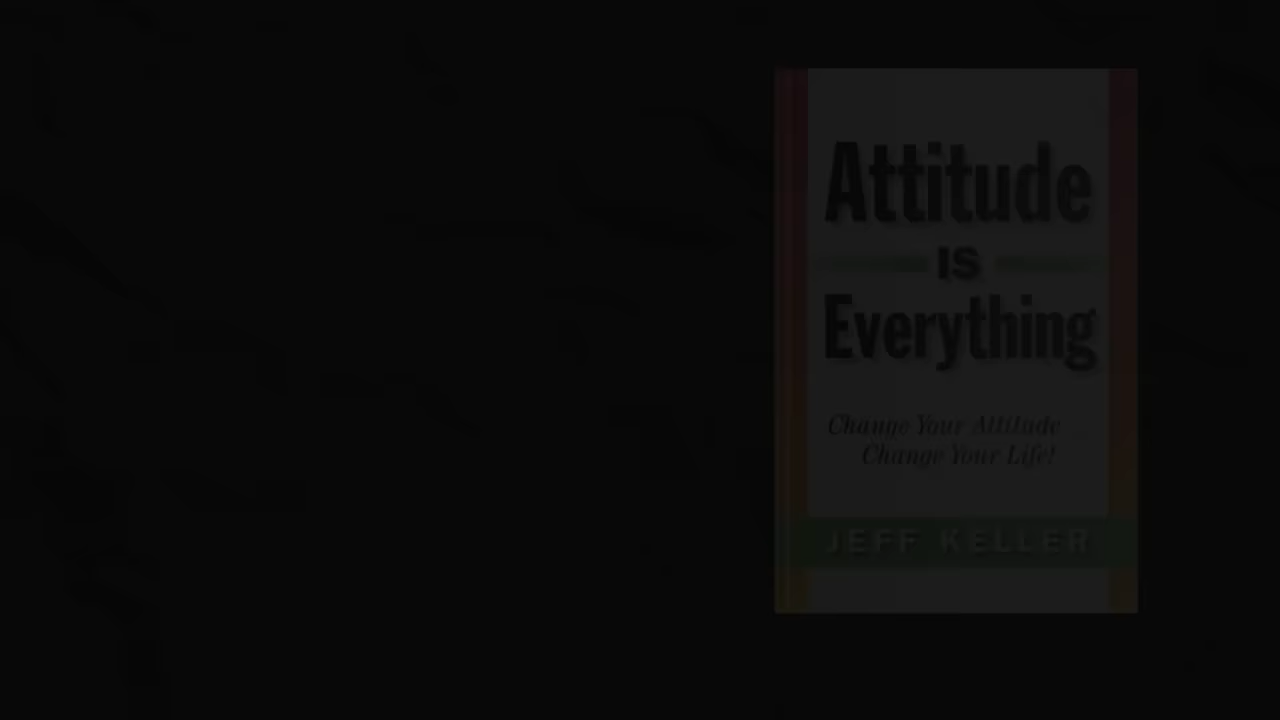 Attitude
IS
Everything
Change Your Attitude
Change Your Life!
JEFF KELLER